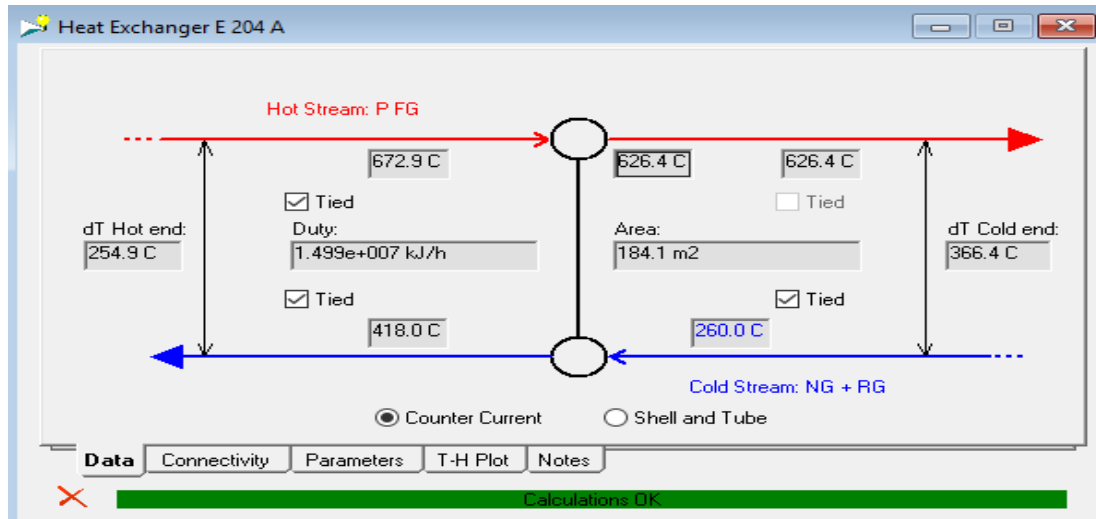 Heat Exchanger E 204 A
Hot Stream: P FG
672.9 C
626.4 C
626.4 C
Tied
Tied
dT Hot end:
254.9 C
Duty:
1.499e+007 kJ/h
Area:
184.1 m2
dT Cold end:
366.4 C
Tied
Tied
418.0 C
260.0 C
Cold Stream: NG + RG
Counter Current
Shell and Tube
Data
Connectivity
Parameters
T-H Plot
Notes
Calculations OK